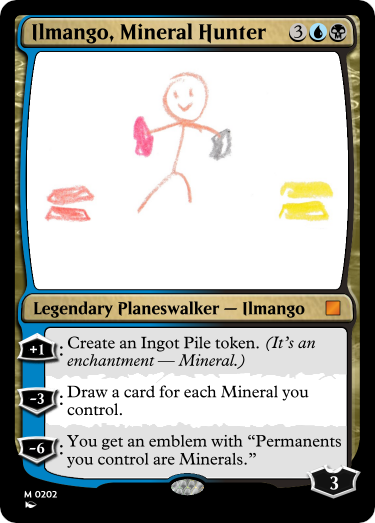 Ilmango, Mineral Hunter 3
Legendary Planeswalker — Ilmango
+1: Create an Ingot Pile token. (It's an
enchantment — Mineral.)
-3: Draw a card for each Mineral you
control.
-6: You get an emblem with “Permanents
you control are Minerals.”
3
M 0202